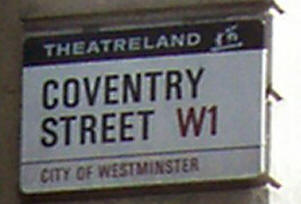 THEATRELAND
COVENTRY
STREET W1
CITY OF WESTMINSTER